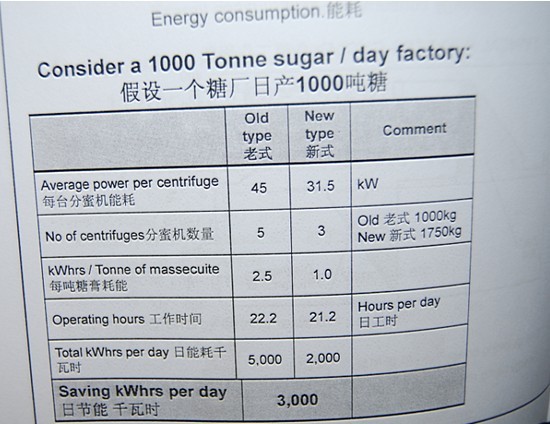 Energy consumption.能耗
Consider a 1000 Tonne sugar / day factory:
假设一个糖厂日产1000吨糖
Old type 老式
New type 新式
Comment
Average power per centrifuge
每台分蜜机能耗
45
31.5
kW
No of centrifuges分蜜机数量
5
3
Old 老式 1000kg
New 新式 1750kg
kWhrs / Tonne of massecuite
每吨糖膏耗能
2.5
1.0
Operating hours 工作时间
22.2
21.2
Hours per day
日工时
Total kWhrs per day 日能耗千
瓦时
5,000
2,000
Saving kWhrs per day
日节能 千瓦时
3,000